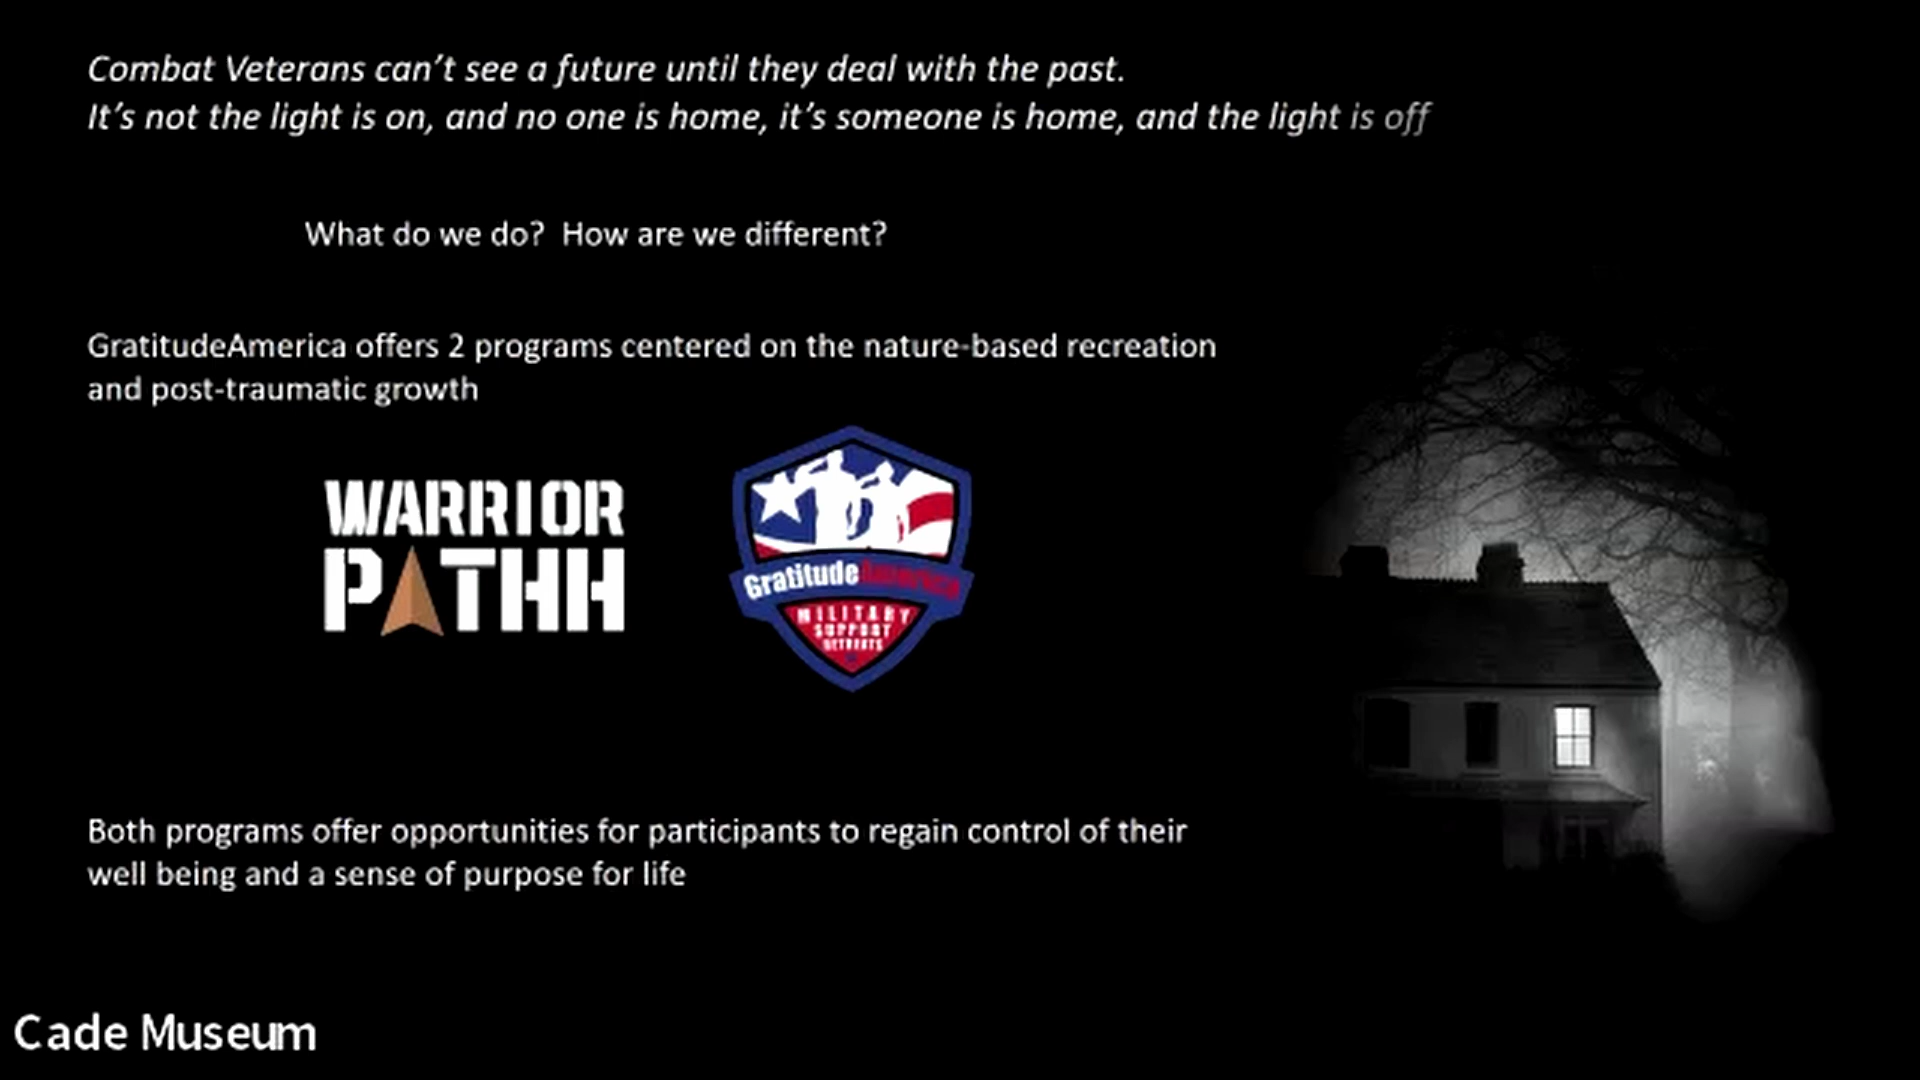 Combat Veterans can’t see a future until they deal with the past.
It’s not the light is on, and no one is home, it’s someone is home, and the light is off
What do we do?  How are we different?
GratitudeAmerica offers 2 programs centered on the nature-based recreation
and post-traumatic growth
WARRIOR
PATHH
GratitudeAmerica
MILITARY
SUPPORT
RETREATS
Both programs offer opportunities for participants to regain control of their
well being and a sense of purpose for life
Cade Museum